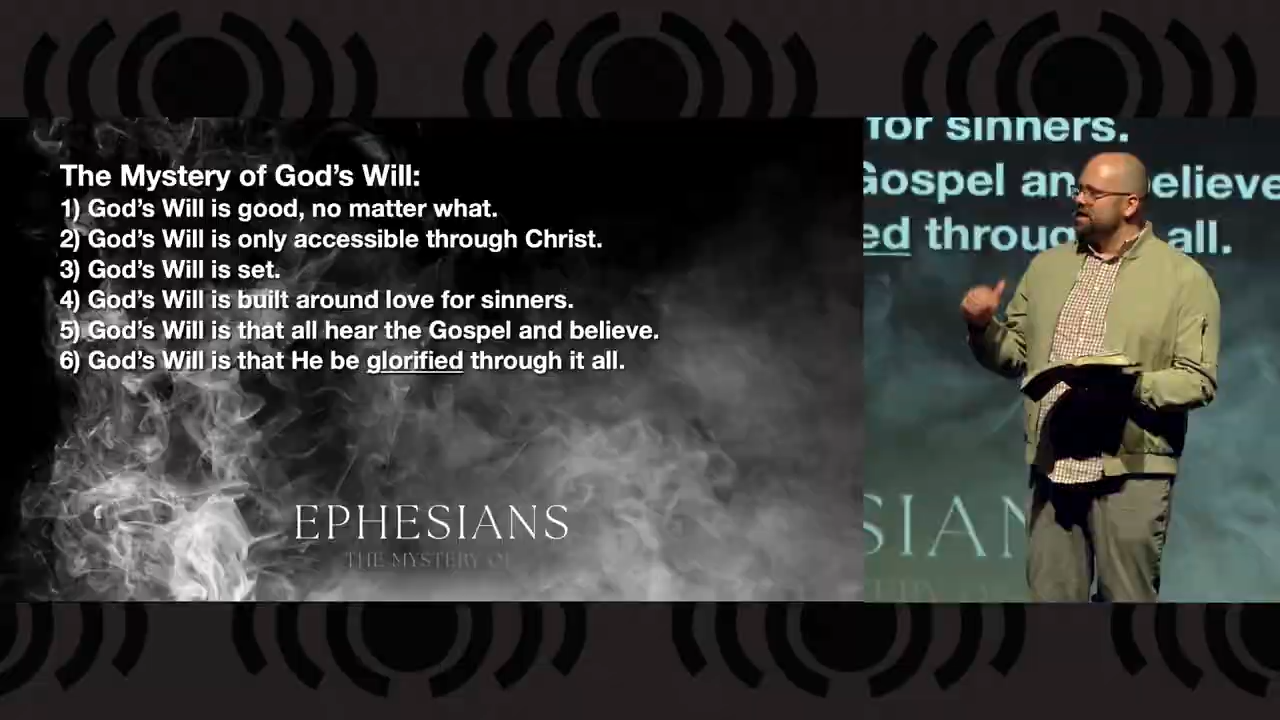 The Mystery of God's Will:
1) God's Will is good, no matter what.
2) God's Will is only accessible through Christ.
3) God's Will is set.
4) God's Will is built around love for sinners.
5) God's Will is that all hear the Gospel and believe.
6) God's Will is that He be glorified through it all.
EPHESIANS
THE MYSTERY OF
for sinners.
Gospel an elieve
ed throug all.
SIAN